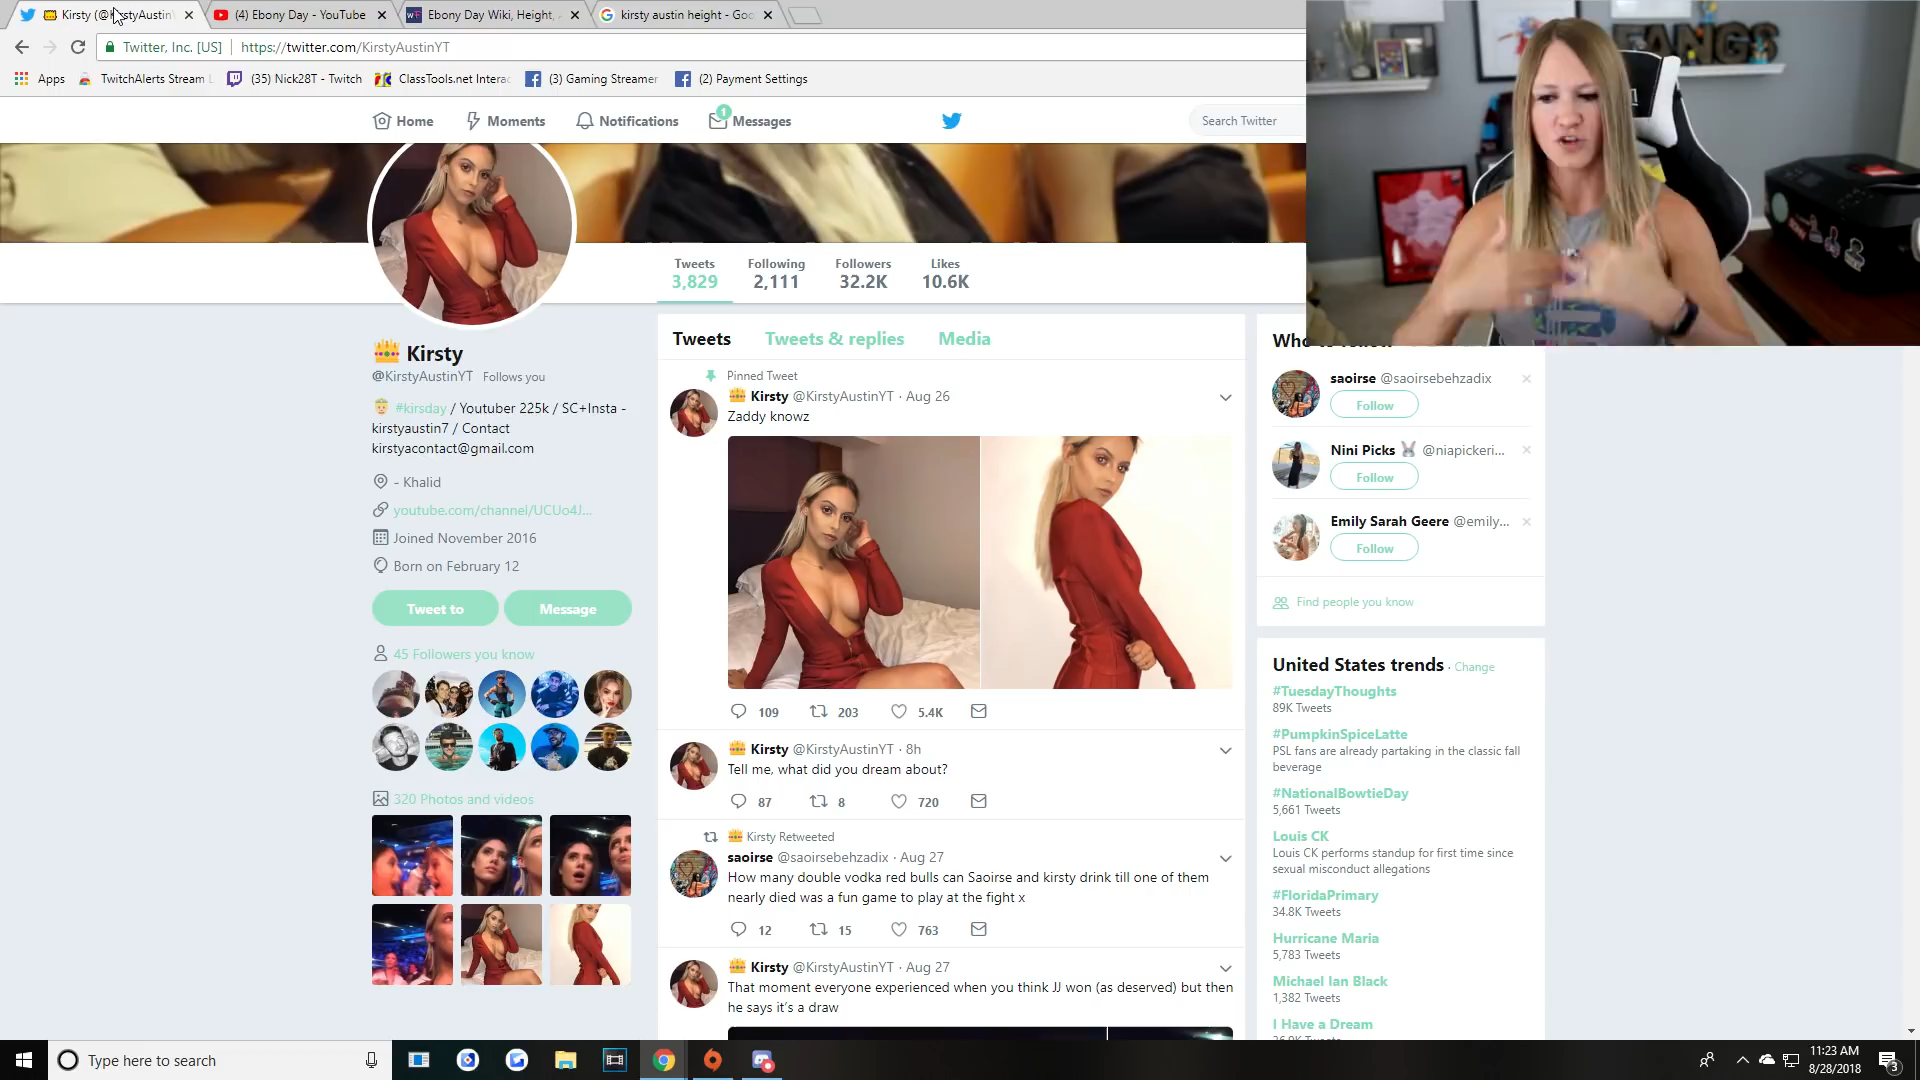 Kirsty (@KirstyAustin
(4) Ebony Day - YouTube
Ebony Day Wiki, Height,
kirsty austin height - Goo
Twitter, Inc. [US]
https://twitter.com/KirstyAustinYT
Apps
TwitchAlerts Stream L
(35) Nick28T - Twitch
ClassTools.net Interac
(3) Gaming Streamer
(2) Payment Settings
FANGS
Home
Moments
Notifications
1
Messages
Search Twitter
Tweets
3,829
Following
2,111
Followers
32.2K
Likes
10.6K
Kirsty
@KirstyAustinYT Follows you
#kirsday / Youtuber 225k / SC+Insta -
kirstyaustin7 / Contact
kirstyacontact@gmail.com
- Khalid
youtube.com/channel/UCUo4J...
Joined November 2016
Born on February 12
Tweet to
Message
45 Followers you know
320 Photos and videos
Tweets
Tweets & replies
Media
Pinned Tweet
Kirsty @KirstyAustinYT · Aug 26
Zaddy knowz
109
203
5.4K
Kirsty @KirstyAustinYT · 8h
Tell me, what did you dream about?
87
8
720
Kirsty Retweeted
saoirse @saoirsebehzadix · Aug 27
How many double vodka red bulls can Saoirse and kirsty drink till one of them
nearly died was a fun game to play at the fight x
12
15
763
Kirsty @KirstyAustinYT · Aug 27
That moment everyone experienced when you think JJ won (as deserved) but then
he says it's a draw
Who to follow
saoirse @saoirsebehzadix
Follow
Nini Picks @niapickeri...
Follow
Emily Sarah Geere @emily...
Follow
Find people you know
United States trends · Change
#TuesdayThoughts
89K Tweets
#PumpkinSpiceLatte
PSL fans are already partaking in the classic fall
beverage
#NationalBowtieDay
5,661 Tweets
Louis CK
Louis CK performs standup for first time since
sexual misconduct allegations
#FloridaPrimary
34.8K Tweets
Hurricane Maria
5,783 Tweets
Michael Ian Black
1,382 Tweets
I Have a Dream
Type here to search
11:23 AM
8/28/2018
3